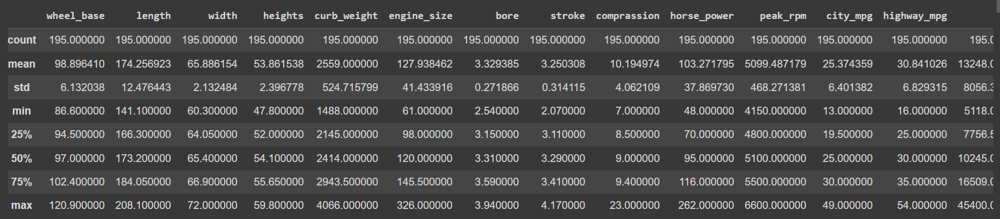 wheel_base length width heights curb_weight engine_size bore stroke comprassion horse_power peak_rpm city_mpg highway_mpg
count 195.000000 195.000000 195.000000 195.000000 195.000000 195.000000 195.000000 195.000000 195.000000 195.000000 195.000000 195.000000 195.000000 195.0
mean 98.896410 174.256923 65.886154 53.861538 2559.000000 127.938462 3.329385 3.250308 10.194974 103.271795 5099.487179 25.374359 30.841026 13248.0
std 6.132038 12.476443 2.132484 2.396778 524.715799 41.433916 0.271866 0.314115 4.062109 37.869730 468.271381 6.401382 6.829315 8056.3
min 86.600000 141.100000 60.300000 47.800000 1488.000000 61.000000 2.540000 2.070000 7.000000 48.000000 4150.000000 13.000000 16.000000 5118.0
25% 94.500000 166.300000 64.050000 52.000000 2145.000000 98.000000 3.150000 3.110000 8.500000 70.000000 4800.000000 19.500000 25.000000 7756.5
50% 97.000000 173.200000 65.400000 54.100000 2414.000000 120.000000 3.310000 3.290000 9.000000 95.000000 5100.000000 25.000000 30.000000 10245.0
75% 102.400000 184.050000 66.900000 55.650000 2943.500000 145.500000 3.590000 3.410000 9.400000 116.000000 5500.000000 30.000000 35.000000 16509.0
max 120.900000 208.100000 72.000000 59.800000 4066.000000 326.000000 3.940000 4.170000 23.000000 262.000000 6600.000000 49.000000 54.000000 45400.0